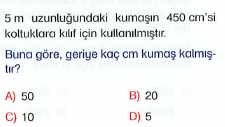 5 m uzunluğundaki kumaşın 450 cm'si
koltuklara kılıf için kullanılmıştır.
Buna göre, geriye kaç cm kumaş kalmış-
tır?
A) 50 B) 20
C) 10 D) 5